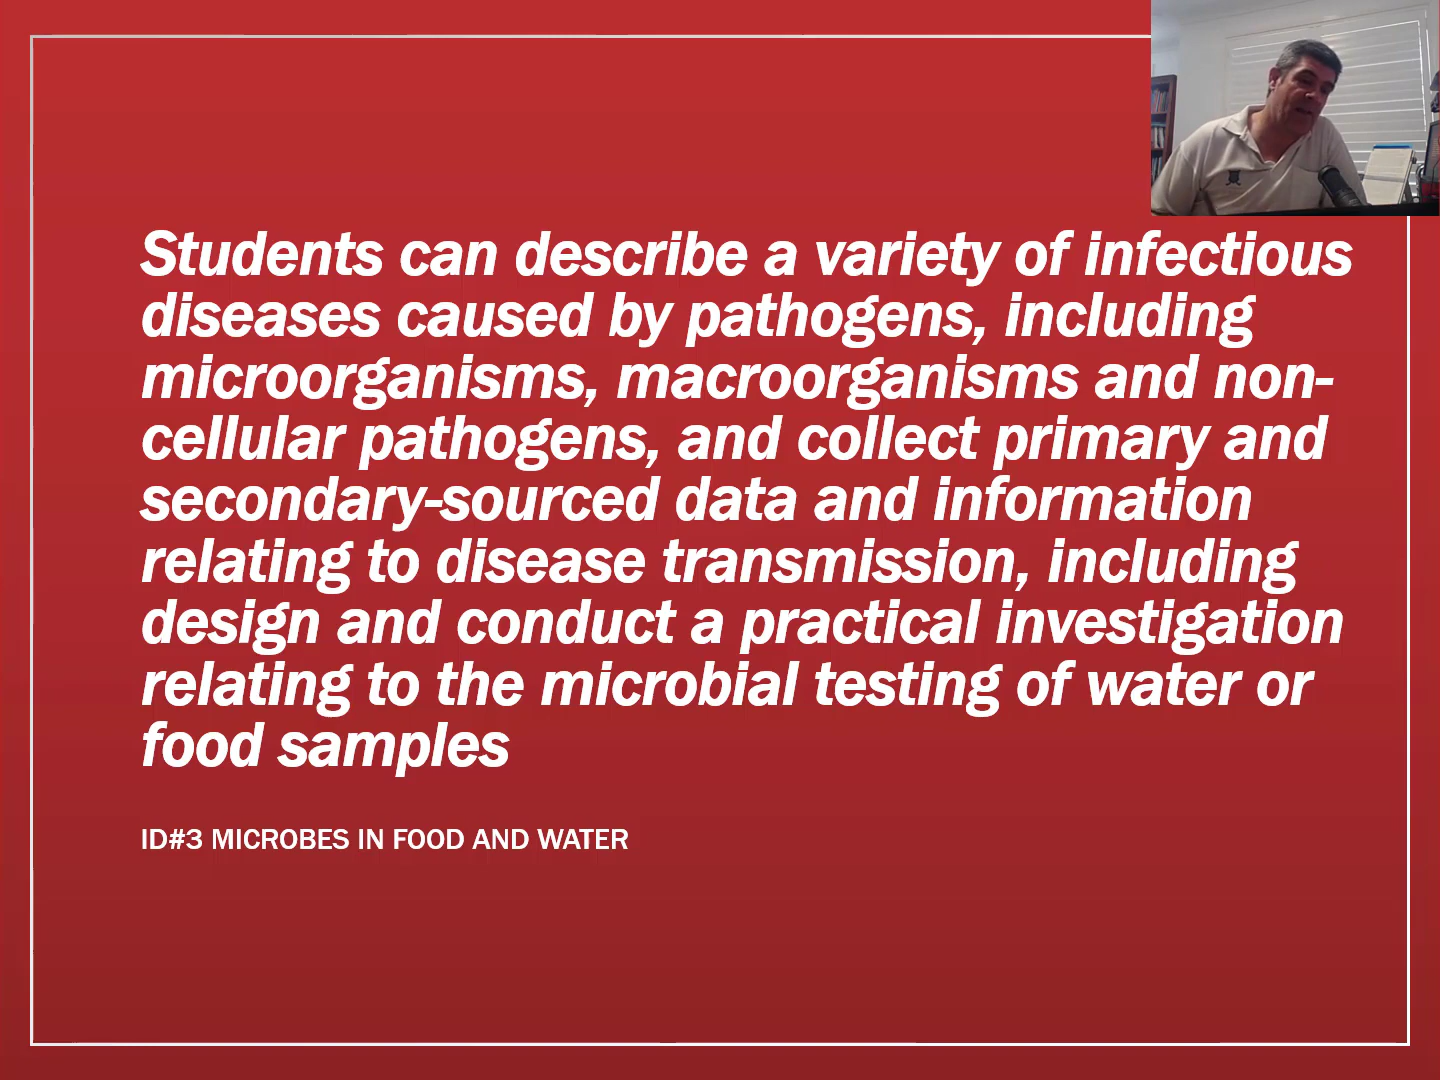 Students can describe a variety of infectious
diseases caused by pathogens, including
microorganisms, macroorganisms and non-
cellular pathogens, and collect primary and
secondary-sourced data and information
relating to disease transmission, including
design and conduct a practical investigation
relating to the microbial testing of water or
food samples
ID#3 MICROBES IN FOOD AND WATER